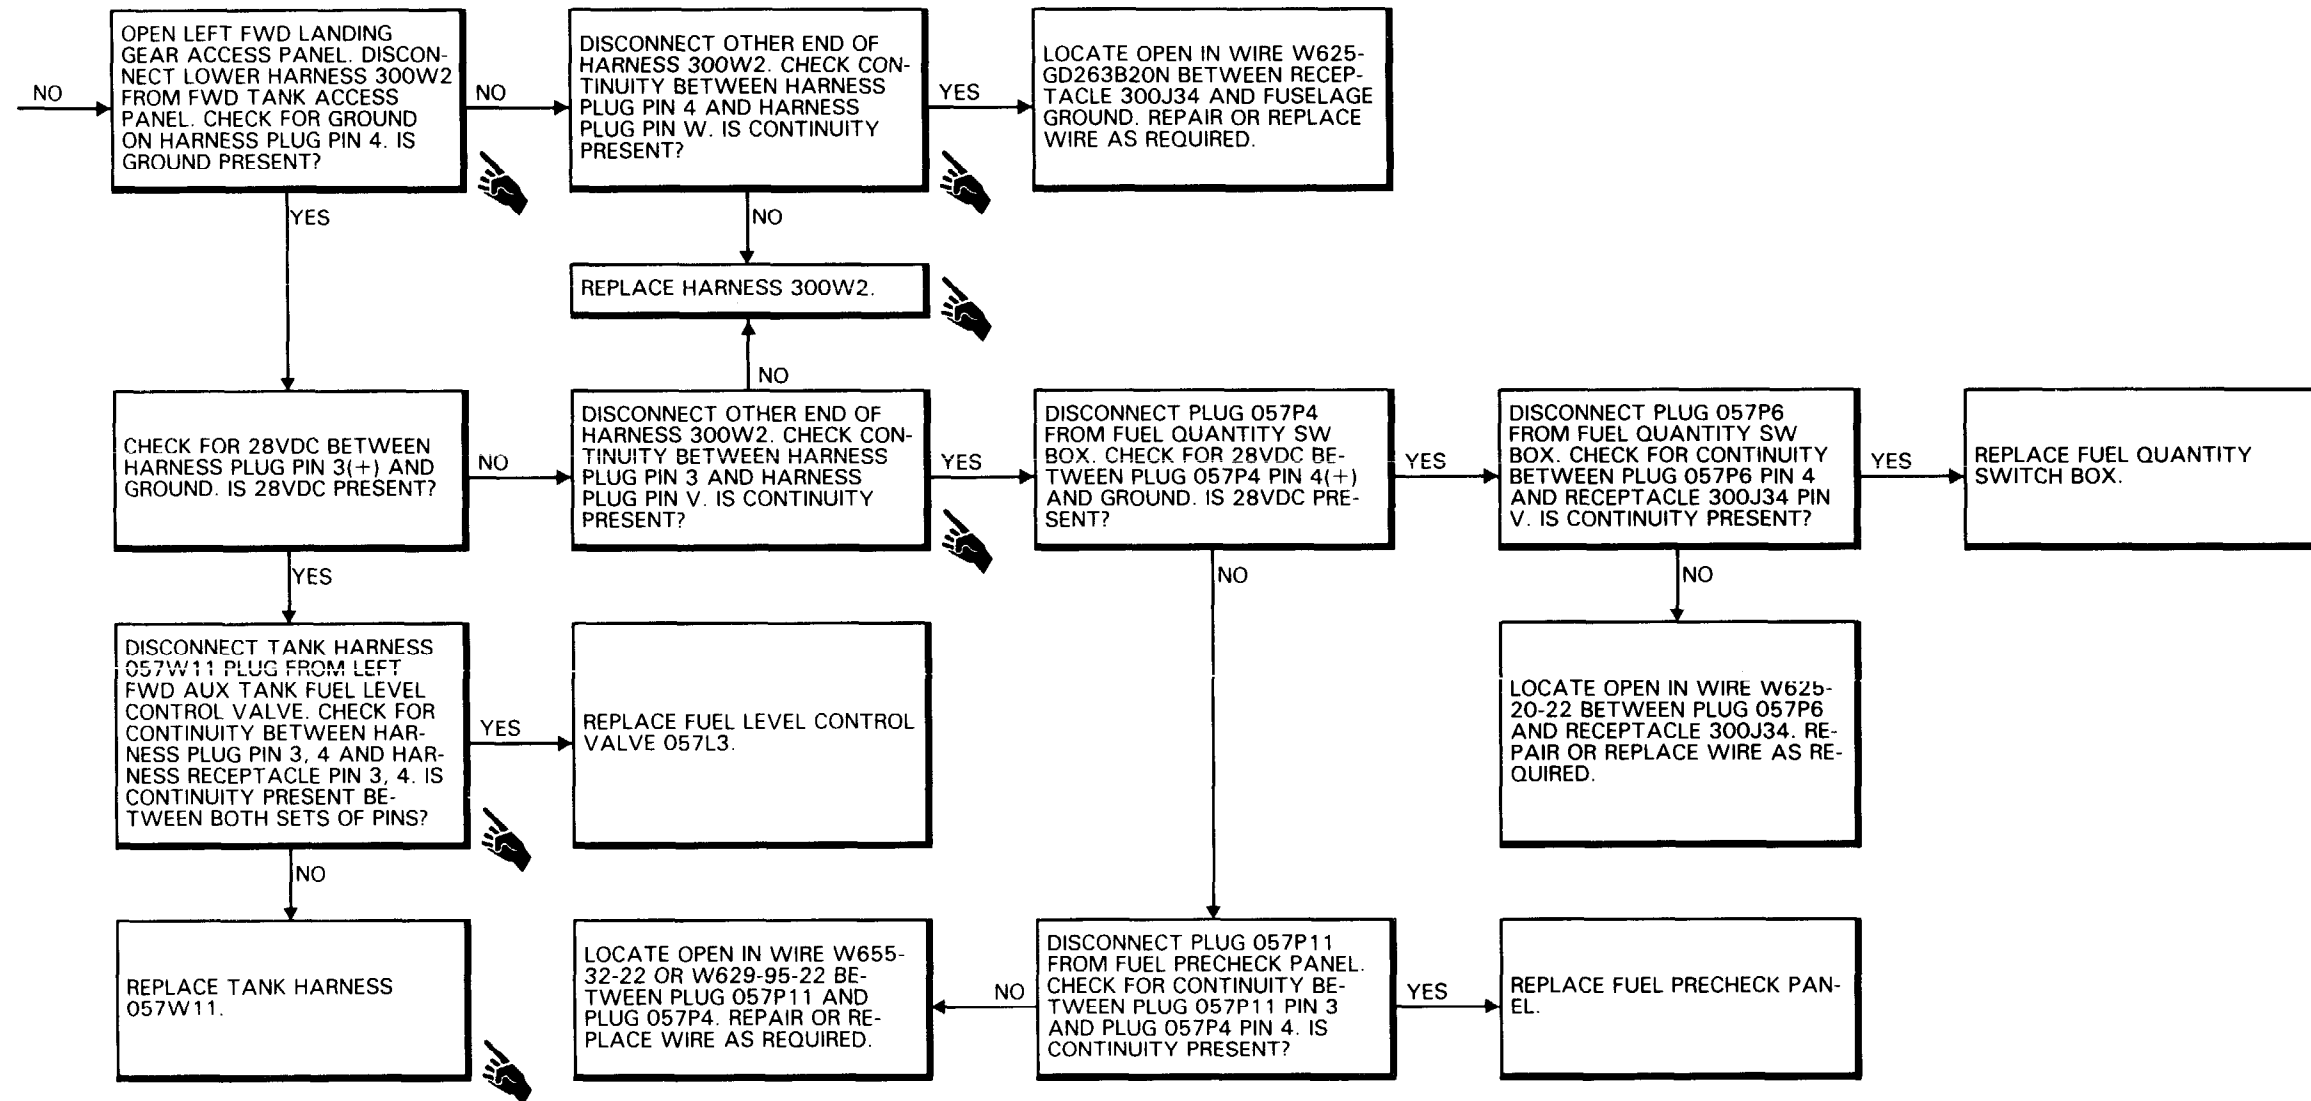 NO
OPEN LEFT FWD LANDING
GEAR ACCESS PANEL. DISCON-
NECT LOWER HARNESS 300W2
FROM FWD TANK ACCESS
PANEL. CHECK FOR GROUND
ON HARNESS PLUG PIN 4. IS
GROUND PRESENT?
NO
DISCONNECT OTHER END OF
HARNESS 300W2. CHECK CON-
TINUITY BETWEEN HARNESS
PLUG PIN 4 AND HARNESS
PLUG PIN W. IS CONTINUITY
PRESENT?
YES
LOCATE OPEN IN WIRE W625-
GD263B20N BETWEEN RECEP-
TACLE 300J34 AND FUSELAGE
GROUND. REPAIR OR REPLACE
WIRE AS REQUIRED.
YES
NO
REPLACE HARNESS 300W2.
NO
CHECK FOR 28VDC BETWEEN
HARNESS PLUG PIN 3(+) AND
GROUND. IS 28VDC PRESENT?
NO
DISCONNECT OTHER END OF
HARNESS 300W2. CHECK CON-
TINUITY BETWEEN HARNESS
PLUG PIN 3 AND HARNESS
PLUG PIN V. IS CONTINUITY
PRESENT?
YES
DISCONNECT PLUG 057P4
FROM FUEL QUANTITY SW
BOX. CHECK FOR 28VDC BE-
TWEEN PLUG 057P4 PIN 4(+)
AND GROUND. IS 28VDC PRE-
SENT?
YES
DISCONNECT PLUG 057P6
FROM FUEL QUANTITY SW
BOX. CHECK FOR CONTINUITY
BETWEEN PLUG 057P6 PIN 4
AND RECEPTACLE 300J34 PIN
V. IS CONTINUITY PRESENT?
YES
REPLACE FUEL QUANTITY
SWITCH BOX.
YES
NO
NO
DISCONNECT TANK HARNESS
057W11 PLUG FROM LEFT
FWD AUX TANK FUEL LEVEL
CONTROL VALVE. CHECK FOR
CONTINUITY BETWEEN HAR-
NESS PLUG PIN 3, 4 AND HAR-
NESS RECEPTACLE PIN 3, 4. IS
CONTINUITY PRESENT BE-
TWEEN BOTH SETS OF PINS?
YES
REPLACE FUEL LEVEL CONTROL
VALVE 057L3.
LOCATE OPEN IN WIRE W625-
20-22 BETWEEN PLUG 057P6
AND RECEPTACLE 300J34. RE-
PAIR OR REPLACE WIRE AS RE-
QUIRED.
NO
REPLACE TANK HARNESS
057W11.
LOCATE OPEN IN WIRE W655-
32-22 OR W629-95-22 BE-
TWEEN PLUG 057P11 AND
PLUG 057P4. REPAIR OR RE-
PLACE WIRE AS REQUIRED.
NO
DISCONNECT PLUG 057P11
FROM FUEL PRECHECK PANEL.
CHECK FOR CONTINUITY BE-
TWEEN PLUG 057P11 PIN 3
AND PLUG 057P4 PIN 4. IS
CONTINUITY PRESENT?
YES
REPLACE FUEL PRECHECK PAN-
EL.